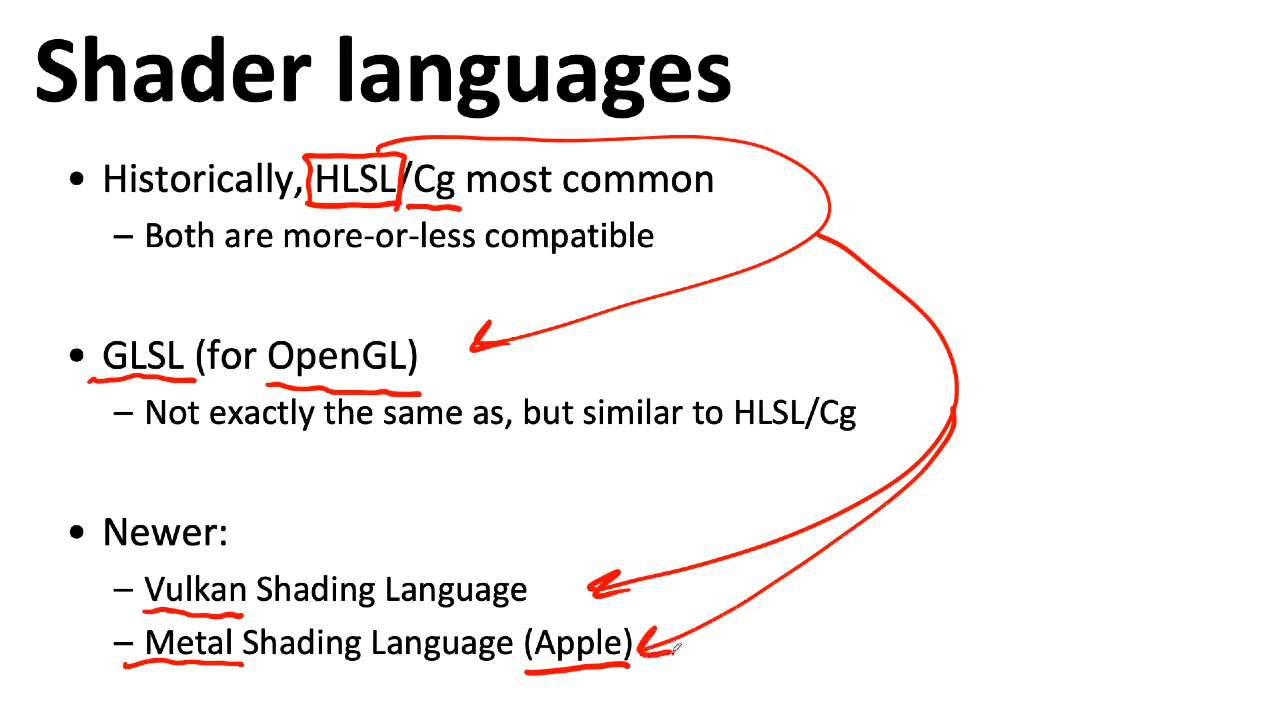 Shader languages
• Historically, HLSL/Cg most common
– Both are more-or-less compatible
• GLSL (for OpenGL)
– Not exactly the same as, but similar to HLSL/Cg
• Newer:
– Vulkan Shading Language
– Metal Shading Language (Apple)